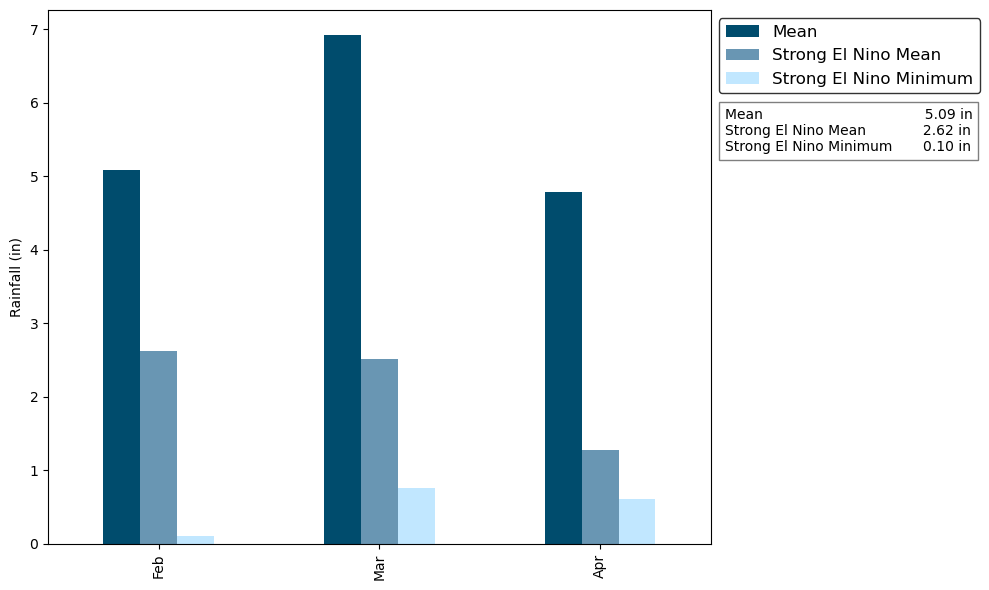 7
6
5
4
3
2
1
0
Rainfall (in)
Feb
Mar
Apr
Mean
Strong El Nino Mean
Strong El Nino Minimum
Mean 5.09 in
Strong El Nino Mean 2.62 in
Strong El Nino Minimum 0.10 in